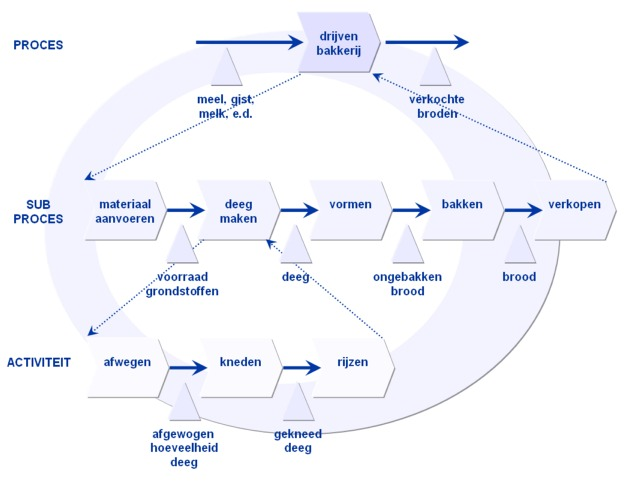 PROCES
drijven
bakkerij
meel, gist,
melk, e.d.
verkochte
broden
SUB
PROCES
materiaal
aanvoeren
deeg
maken
vormen
bakken
verkopen
voorraad
grondstoffen
deeg
ongebakken
brood
brood
ACTIVITEIT
afwegen
kneden
rijzen
afgewogen
hoeveelheid
deeg
gekneed
deeg